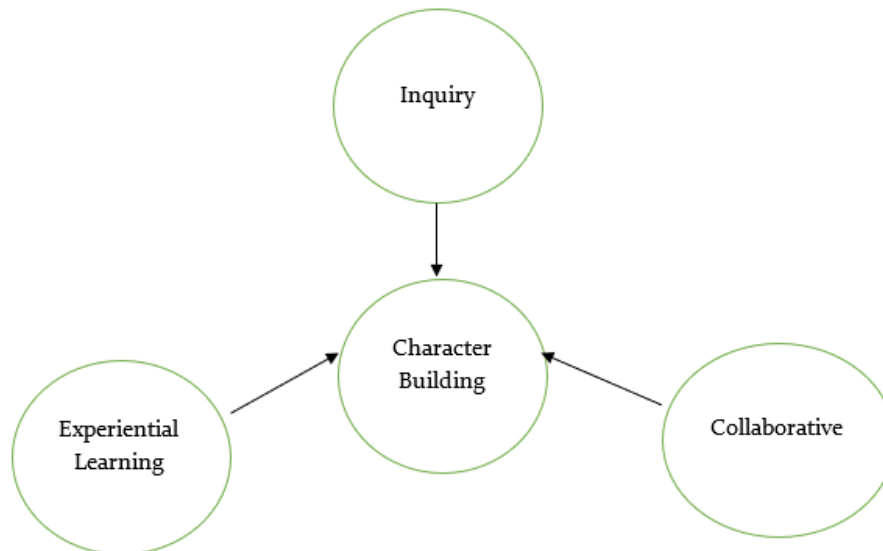 Inquiry
Character
Building
Experiential
Learning
Collaborative